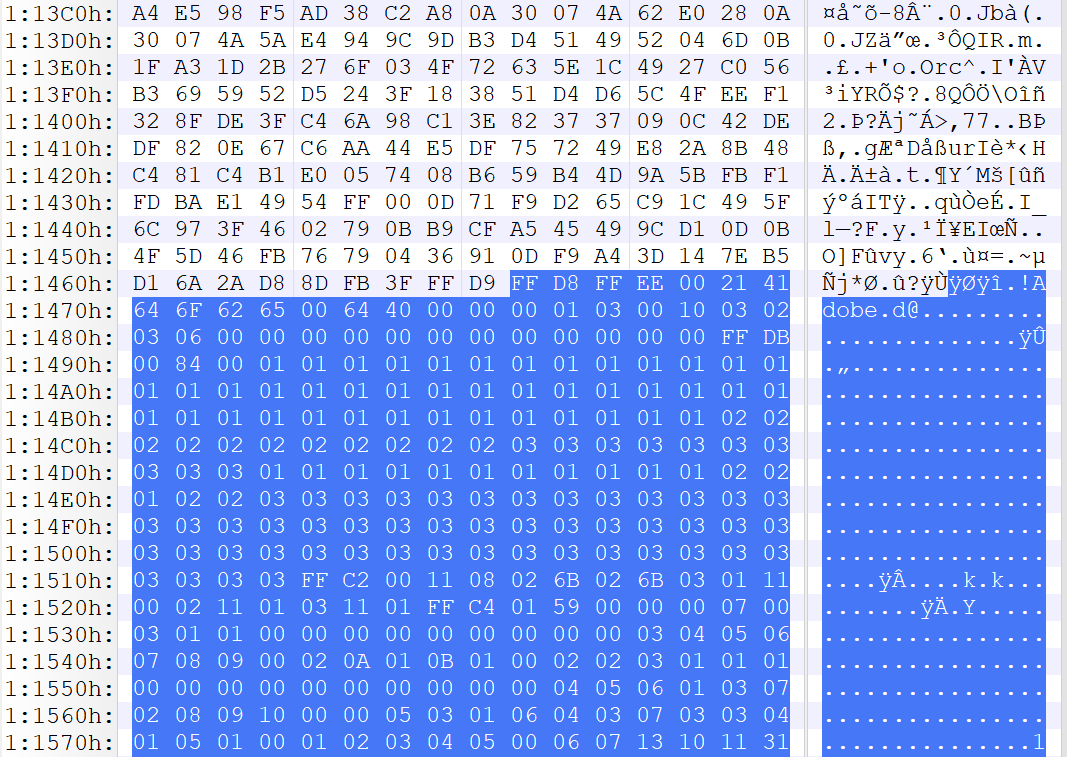 1:13C0h: A4 E5 98 F5 AD 38 C2 A8 0A 30 07 4A 62 E0 28 0A ¤å˜õ-8Â¨.0.Jbà(.
1:13D0h: 30 07 4A 5A E4 94 9C 9D B3 D4 51 49 52 04 6D 0B 0.JZä”œ.³ÔQIR.m.
1:13E0h: 1F A3 1D 2B 27 6F 03 4F 72 63 5E 1C 49 27 C0 56 .£.+'o.Orc^.I'ÀV
1:13F0h: B3 69 59 52 D5 24 3F 18 38 51 D4 D6 5C 4F EE F1 ³iYRÕ$?.8QÔÖ\Oîñ
1:1400h: 32 8F DE 3F C4 6A 98 C1 3E 82 37 37 09 0C 42 DE 2.Þ?Äj˜Á>‚77..BÞ
1:1410h: DF 82 0E 67 C6 AA 44 E5 DF 75 72 49 E8 2A 8B 48 ß‚.gÆªDåßurIè*‹H
1:1420h: C4 81 C4 B1 E0 05 74 08 B6 59 B4 4D 9A 5B FB F1 Ä.Ä±à.t.¶Y´Mš[ûñ
1:1430h: FD BA E1 49 54 FF 00 0D 71 F9 D2 65 C9 1C 49 5F ýºáITÿ..qùÒeÉ.I_
1:1440h: 6C 97 3F 46 02 79 0B B9 CF A5 45 49 9C D1 0D 0B l—?F.y.¹Ï¥EIœÑ..
1:1450h: 4F 5D 46 FB 76 79 04 36 91 0D F9 A4 3D 14 7E B5 O]Fûvy.6‘.ù¤=.~µ
1:1460h: D1 6A 2A D8 8D FB 3F FF D9 FF D8 FF EE 00 21 41 Ñj*Ø.û?ÿÙÿØÿî.!A
1:1470h: 64 6F 62 65 00 64 40 00 00 00 01 03 00 10 03 02 dobe.d@.........
1:1480h: 03 06 00 00 00 00 00 00 00 00 00 00 00 00 FF DB ..............ÿÛ
1:1490h: 00 84 00 01 01 01 01 01 01 01 01 01 01 01 01 01 .„..............
1:14A0h: 01 01 01 01 01 01 01 01 01 01 01 01 01 01 01 01 ................
1:14B0h: 01 01 01 01 01 01 01 01 01 01 01 01 01 01 02 02 ................
1:14C0h: 02 02 02 02 02 02 02 02 02 03 03 03 03 03 03 03 ................
1:14D0h: 03 03 03 01 01 01 01 01 01 01 01 01 01 01 02 02 ................
1:14E0h: 01 02 02 03 03 03 03 03 03 03 03 03 03 03 03 03 ................
1:14F0h: 03 03 03 03 03 03 03 03 03 03 03 03 03 03 03 03 ................
1:1500h: 03 03 03 03 03 03 03 03 03 03 03 03 03 03 03 03 ................
1:1510h: 03 03 03 03 FF C2 00 11 08 02 6B 02 6B 03 01 11 ....ÿÂ....k.k...
1:1520h: 00 02 11 01 03 11 01 FF C4 01 59 00 00 00 07 00 .......ÿÄ.Y.....
1:1530h: 03 01 01 00 00 00 00 00 00 00 00 00 03 04 05 06 ................
1:1540h: 07 08 09 00 02 0A 01 0B 01 00 02 02 03 01 01 01 ................
1:1550h: 00 00 00 00 00 00 00 00 00 00 04 05 06 01 03 07 ................
1:1560h: 02 08 09 10 00 00 05 03 01 06 04 03 07 03 03 04 ................
1:1570h: 01 05 01 00 01 02 03 04 05 00 06 07 13 10 11 31 ...............1